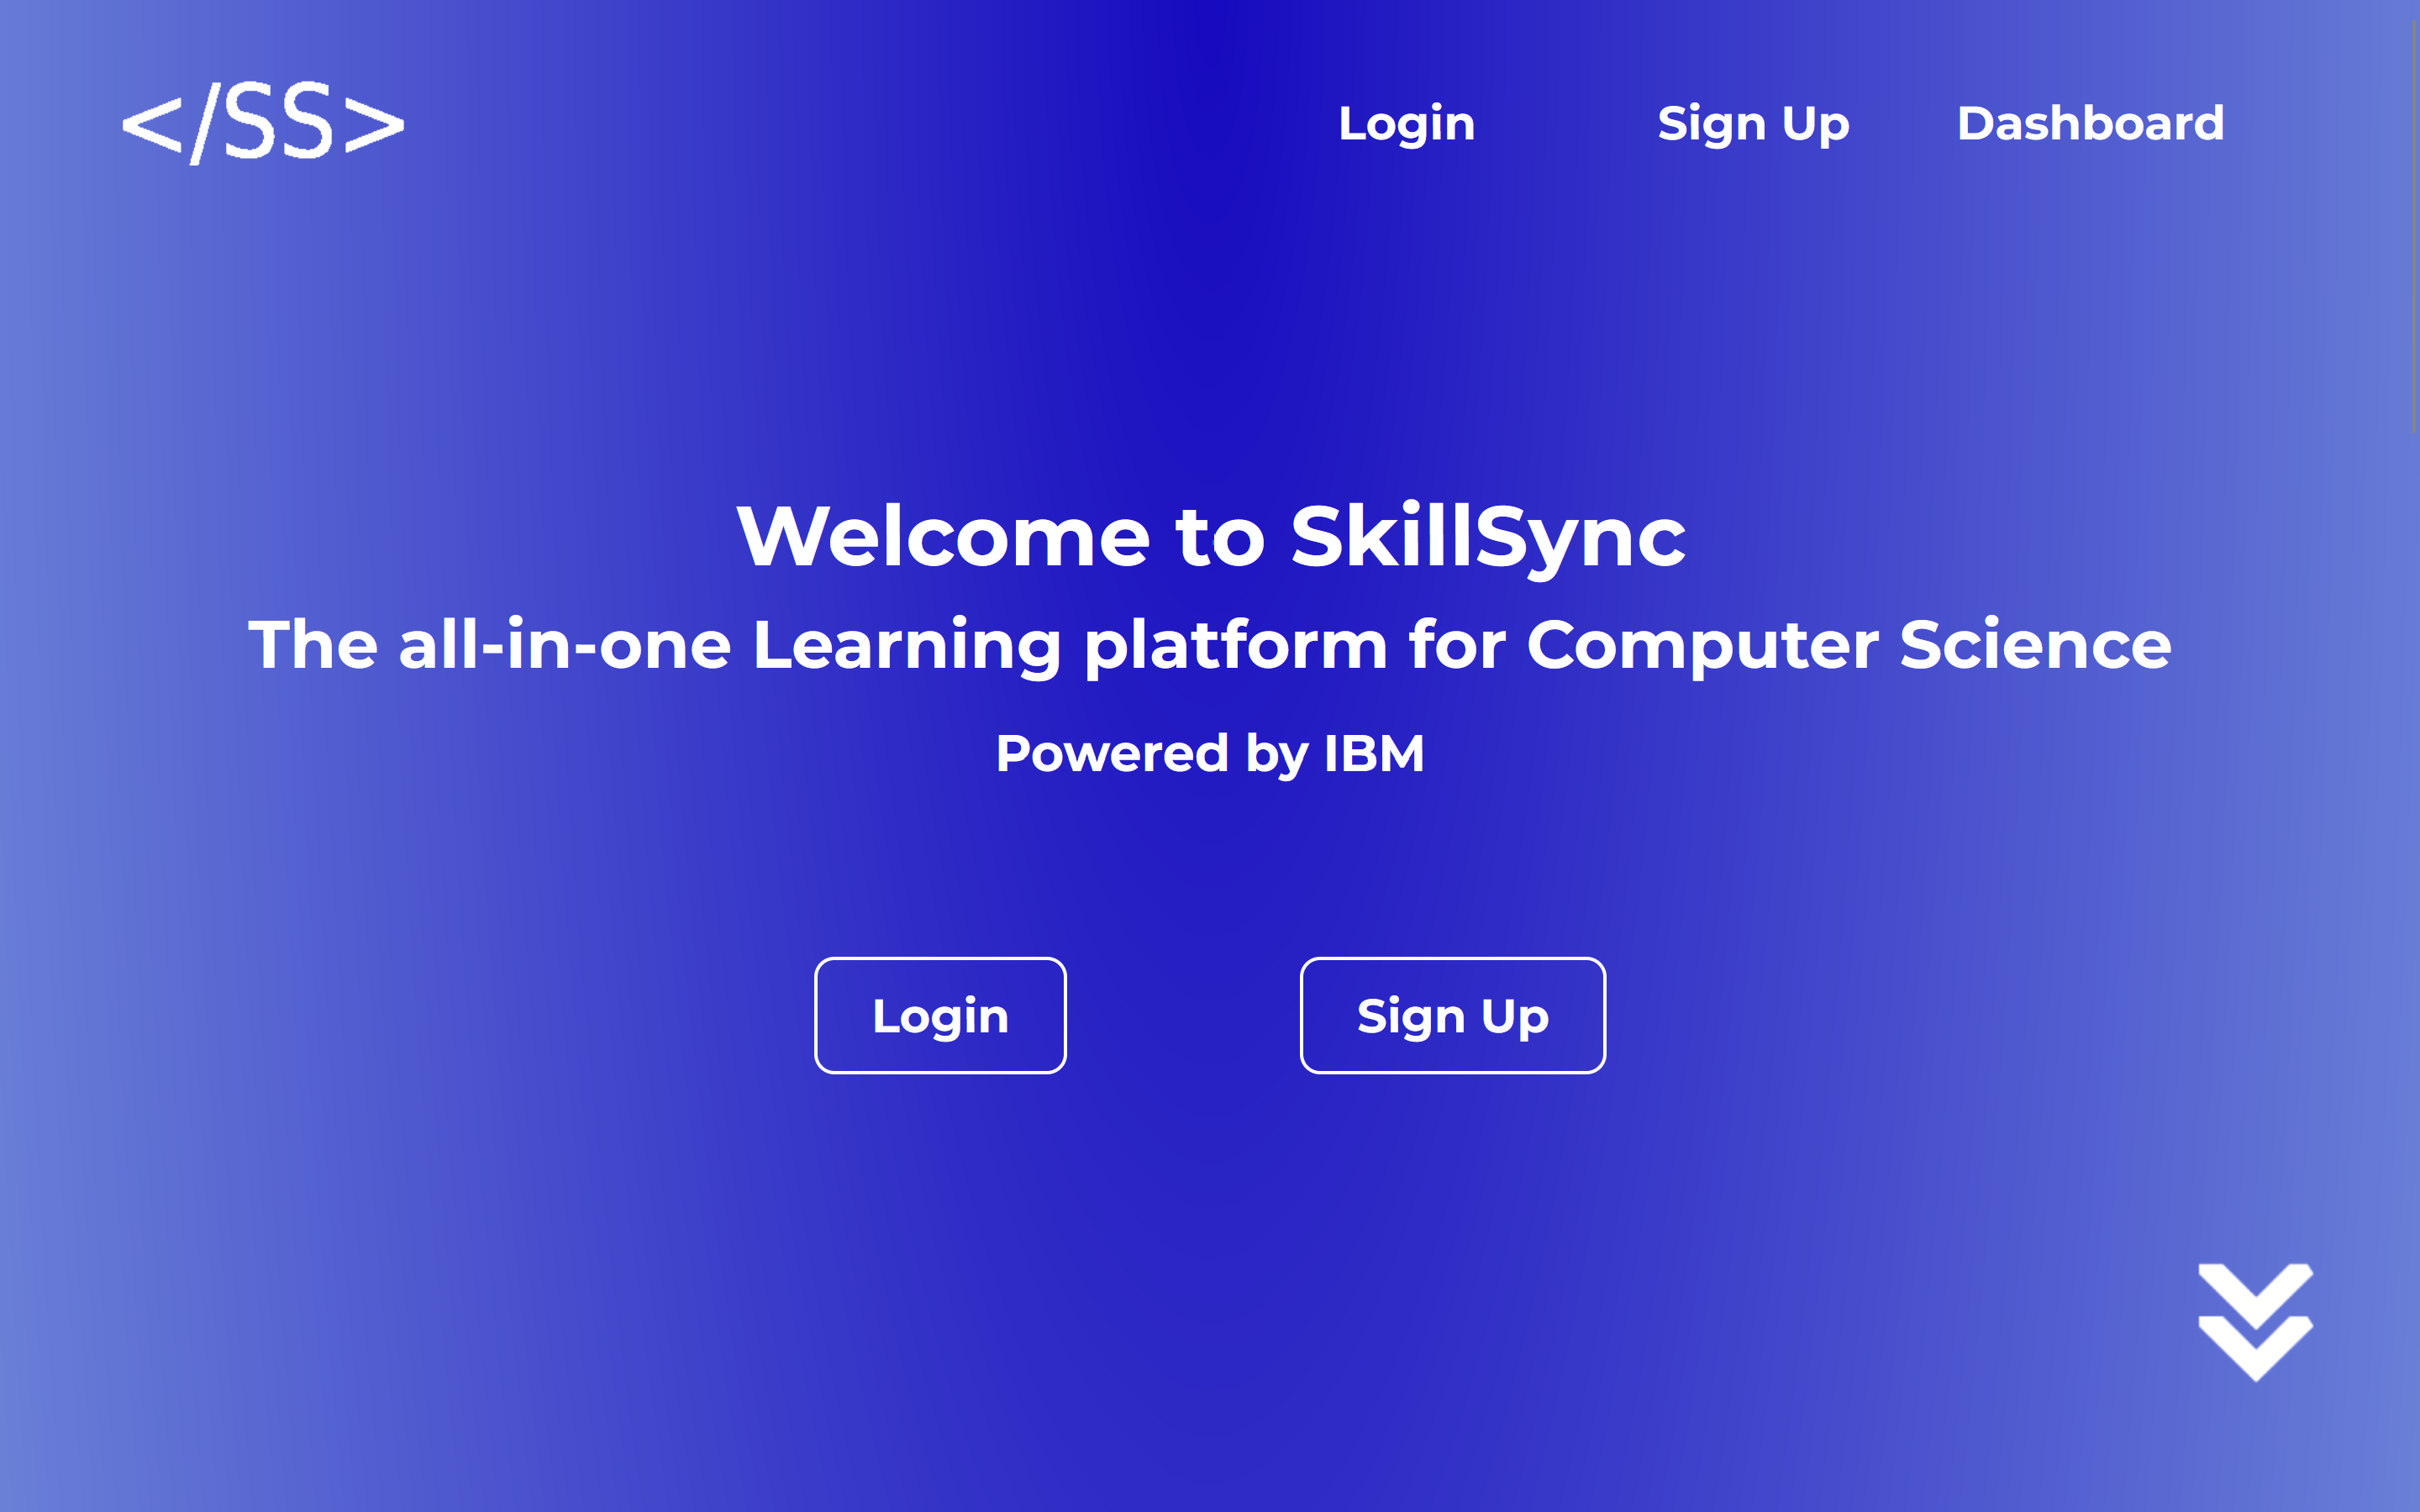 </SS>
Login Sign Up Dashboard
Welcome to SkillSync
The all-in-one Learning platform for Computer Science
Powered by IBM
Login Sign Up